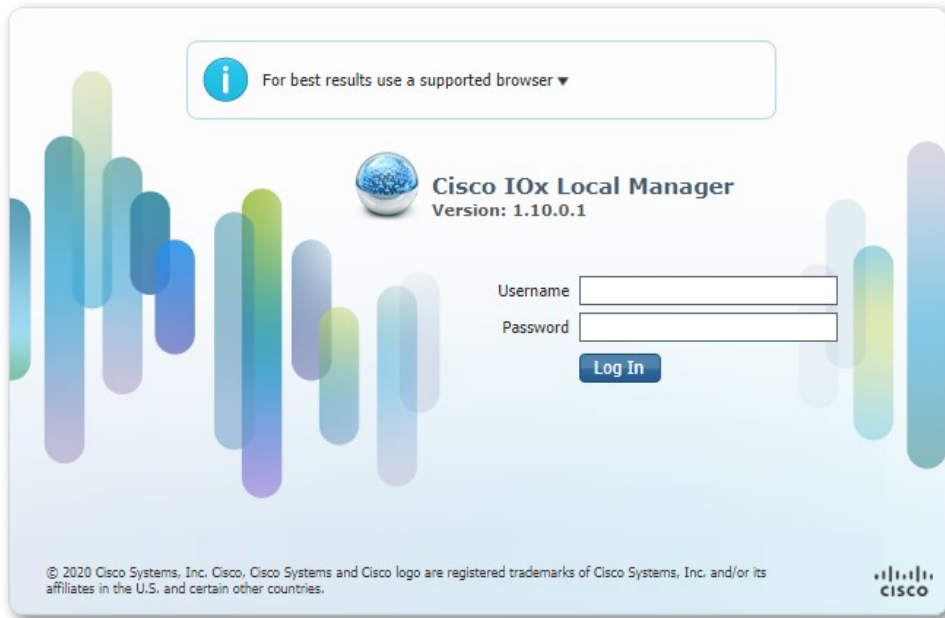 For best results use a supported browser
Cisco IOx Local Manager
Version: 1.10.0.1
Username
Password
Log In
© 2020 Cisco Systems, Inc. Cisco, Cisco Systems and Cisco logo are registered trademarks of Cisco Systems, Inc. and/or its
affiliates in the U.S. and certain other countries.
CISCO